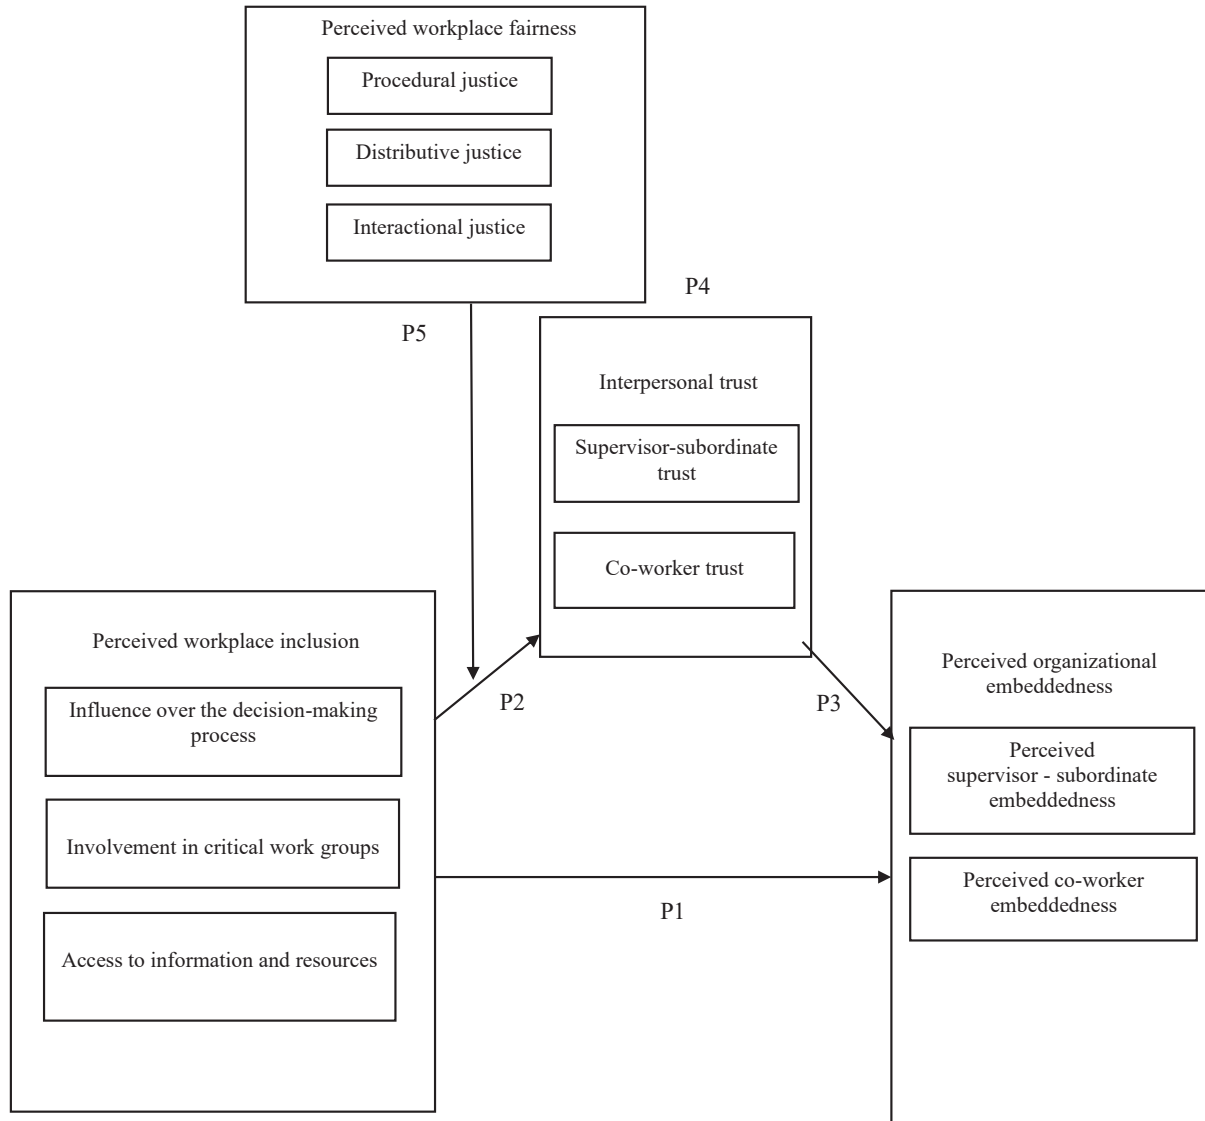 Perceived workplace fairness
Procedural justice
Distributive justice
Interactional justice
P4
P5
Interpersonal trust
Supervisor-subordinate
trust
Co-worker trust
Perceived workplace inclusion
Influence over the decision-making
process
Involvement in critical work groups
Access to information and resources
P2
P3
P1
Perceived organizational
embeddedness
Perceived
supervisor - subordinate
embeddedness
Perceived co-worker
embeddedness